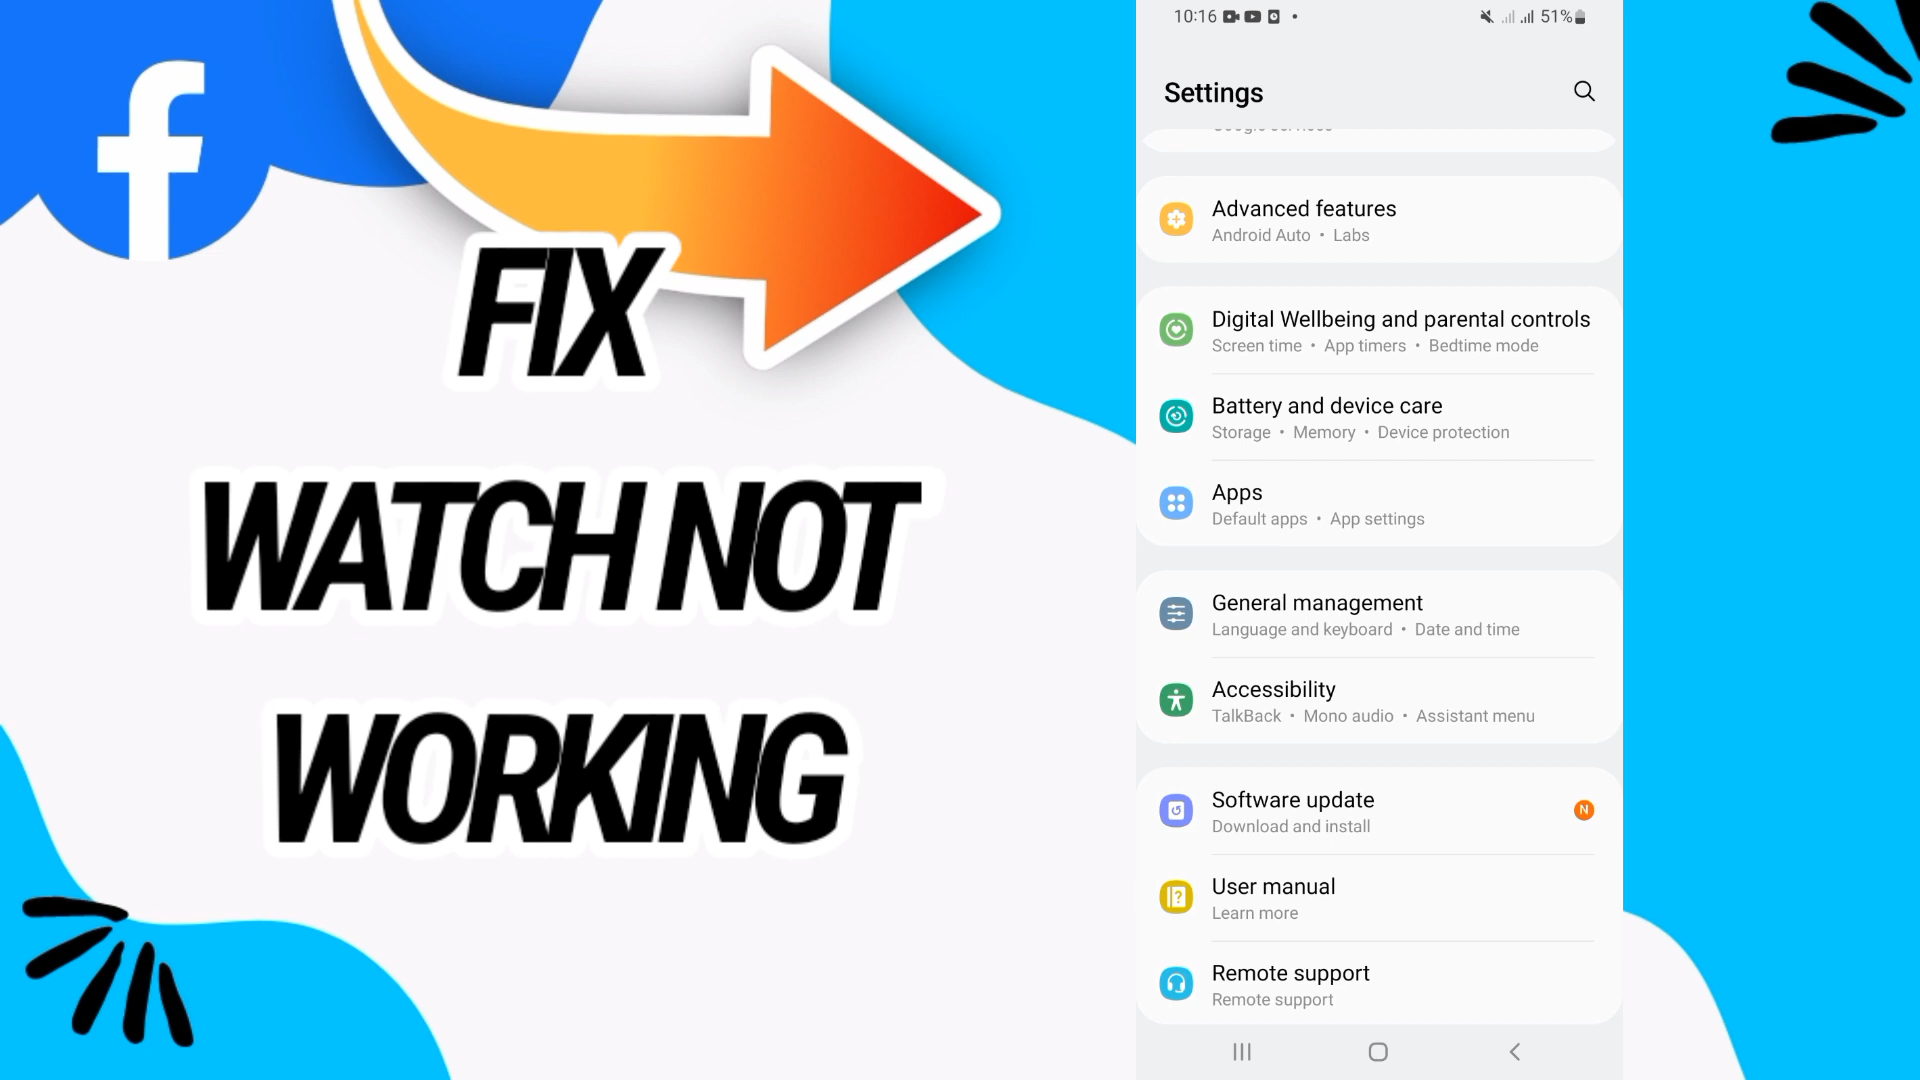 FIX
WATCH NOT
WORKING
10:16
51%
Settings
Google services
Advanced features
Android Auto • Labs
Digital Wellbeing and parental controls
Screen time • App timers • Bedtime mode
Battery and device care
Storage • Memory • Device protection
Apps
Default apps • App settings
General management
Language and keyboard • Date and time
Accessibility
TalkBack • Mono audio • Assistant menu
Software update
N
Download and install
User manual
Learn more
Remote support
Remote support